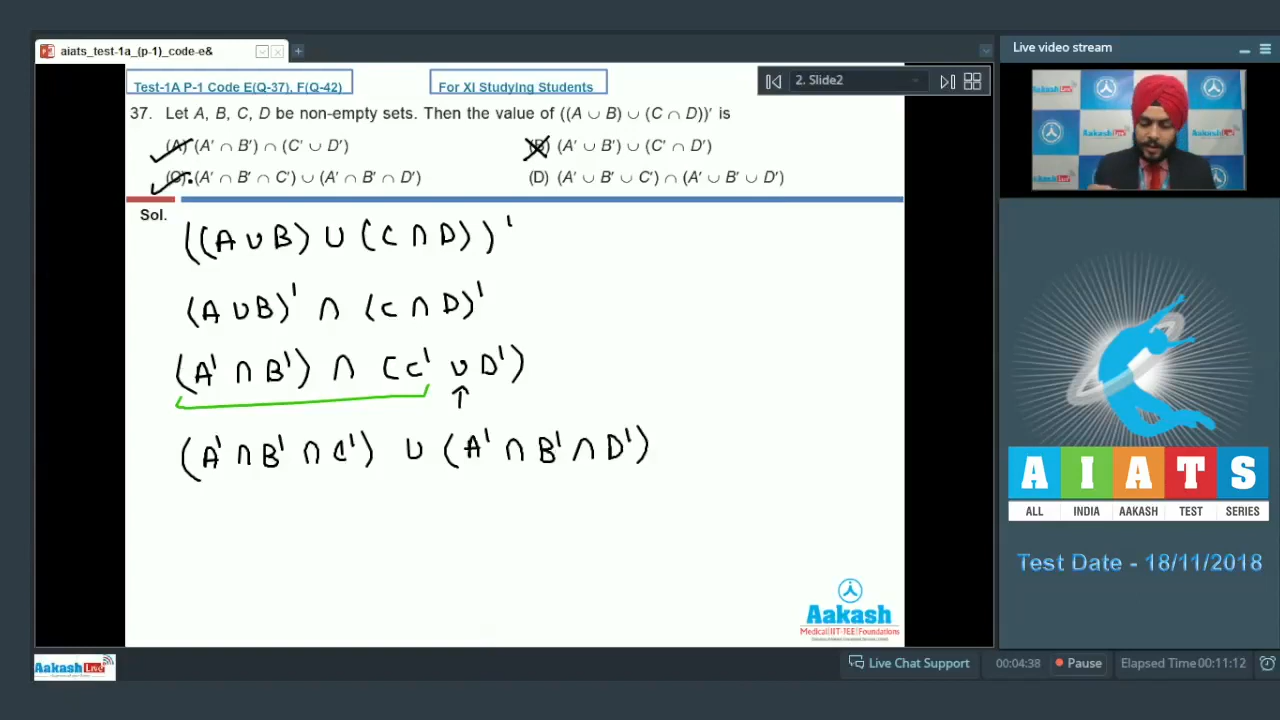 aiats_test-1a_(p-1)_code-e&
Live video stream
Test-1A P-1 Code E(Q-37), F(Q-42)
For XI Studying Students
2. Slide2
37. Let A, B, C, D be non-empty sets. Then the value of ((A ∪ B) ∪ (C ∩ D))′ is
(A) (A′ ∩ B′) ∩ (C′ ∪ D′)
(B) (A′ ∪ B′) ∪ (C′ ∩ D′)
(C) (A′ ∩ B′ ∩ C′) ∪ (A′ ∩ B′ ∩ D′)
(D) (A′ ∪ B′ ∪ C′) ∩ (A′ ∪ B′ ∪ D′)
Sol.
((A ∪ B) ∪ (C ∩ D))'
(A ∪ B)' ∩ (C ∩ D)'
(A' ∩ B') ∩ (C' ∪ D')
(A' ∩ B' ∩ C') ∪ (A' ∩ B' ∩ D')
A I A T S
ALL INDIA AAKASH TEST SERIES
Test Date - 18/11/2018
Aakash
Medical|IIT-JEE|Foundations
Aakash Live
Live Chat Support
00:04:38
Pause
Elapsed Time 00:11:12